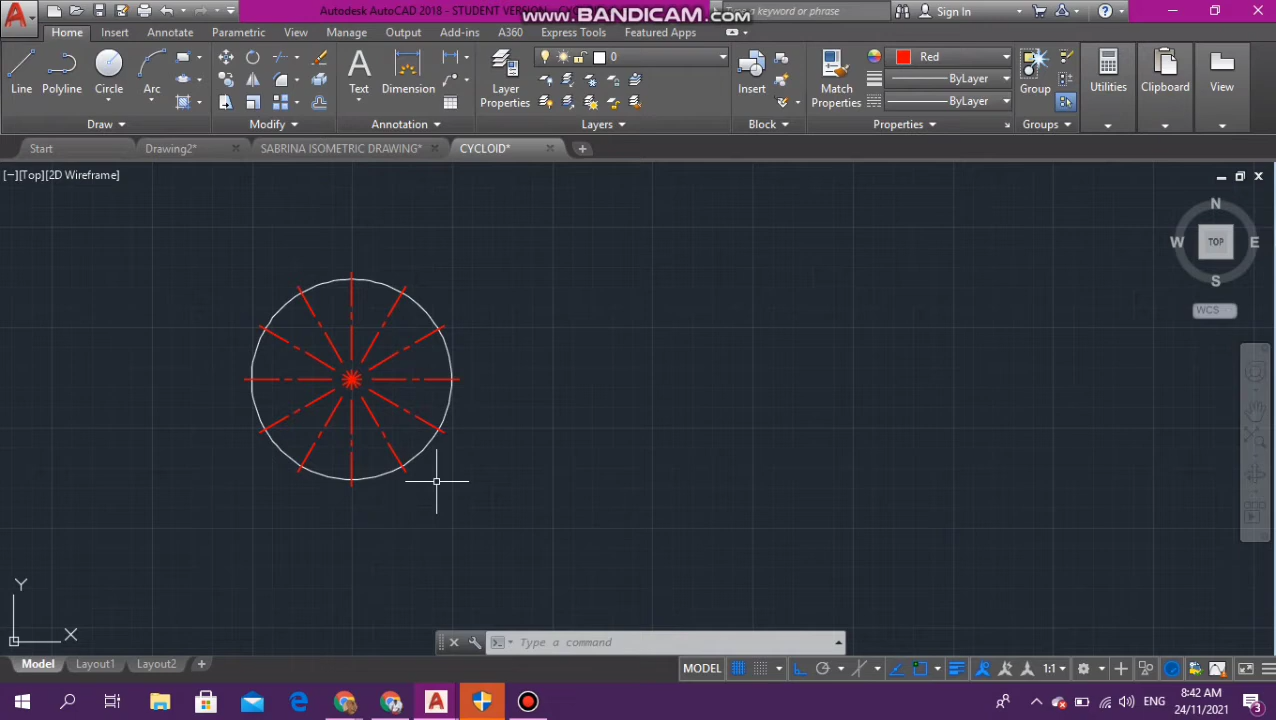 Autodesk AutoCAD 2018 - STUDENT VERSION
www.BANDICAM.com
Type a keyword or phrase
Sign In
Home Insert Annotate Parametric View Manage Output Add-ins A360 Express Tools Featured Apps
Line Polyline Circle Arc
Text Dimension
Layer Properties
0
Insert
Match Properties
Red
ByLayer
ByLayer
Group
Utilities
Clipboard
View
Draw Modify Annotation Layers Block Properties Groups
Start Drawing2* SABRINA ISOMETRIC DRAWING* CYCLOID*
[−][Top][2D Wireframe]
N
W TOP E
S
WCS
Y
X
Type a command
Model Layout1 Layout2
MODEL 1:1
ENG
8:42 AM
24/11/2021
3